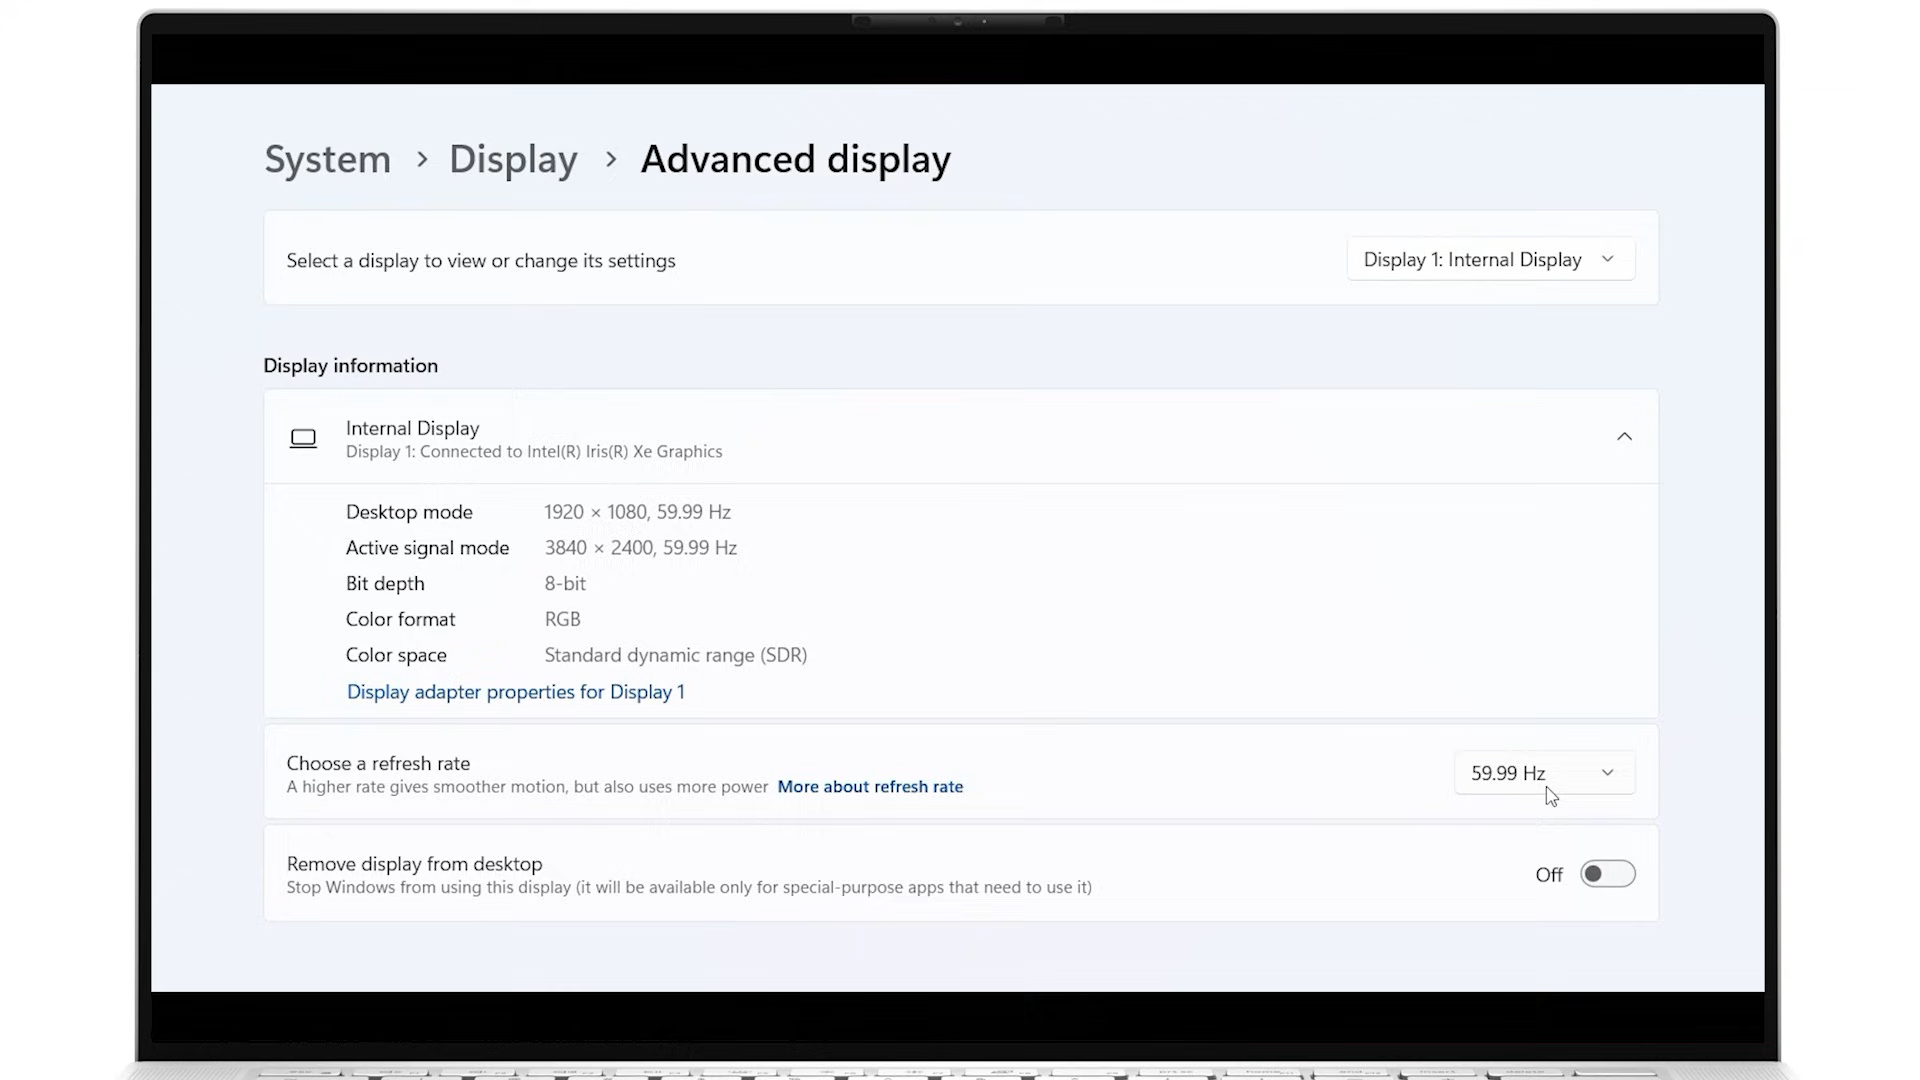 System > Display > Advanced display
Select a display to view or change its settings
Display 1: Internal Display
Display information
Internal Display
Display 1: Connected to Intel(R) Iris(R) Xe Graphics
Desktop mode 1920 × 1080, 59.99 Hz
Active signal mode 3840 × 2400, 59.99 Hz
Bit depth 8-bit
Color format RGB
Color space Standard dynamic range (SDR)
Display adapter properties for Display 1
Choose a refresh rate
A higher rate gives smoother motion, but also uses more power More about refresh rate
59.99 Hz
Remove display from desktop
Stop Windows from using this display (it will be available only for special-purpose apps that need to use it)
Off